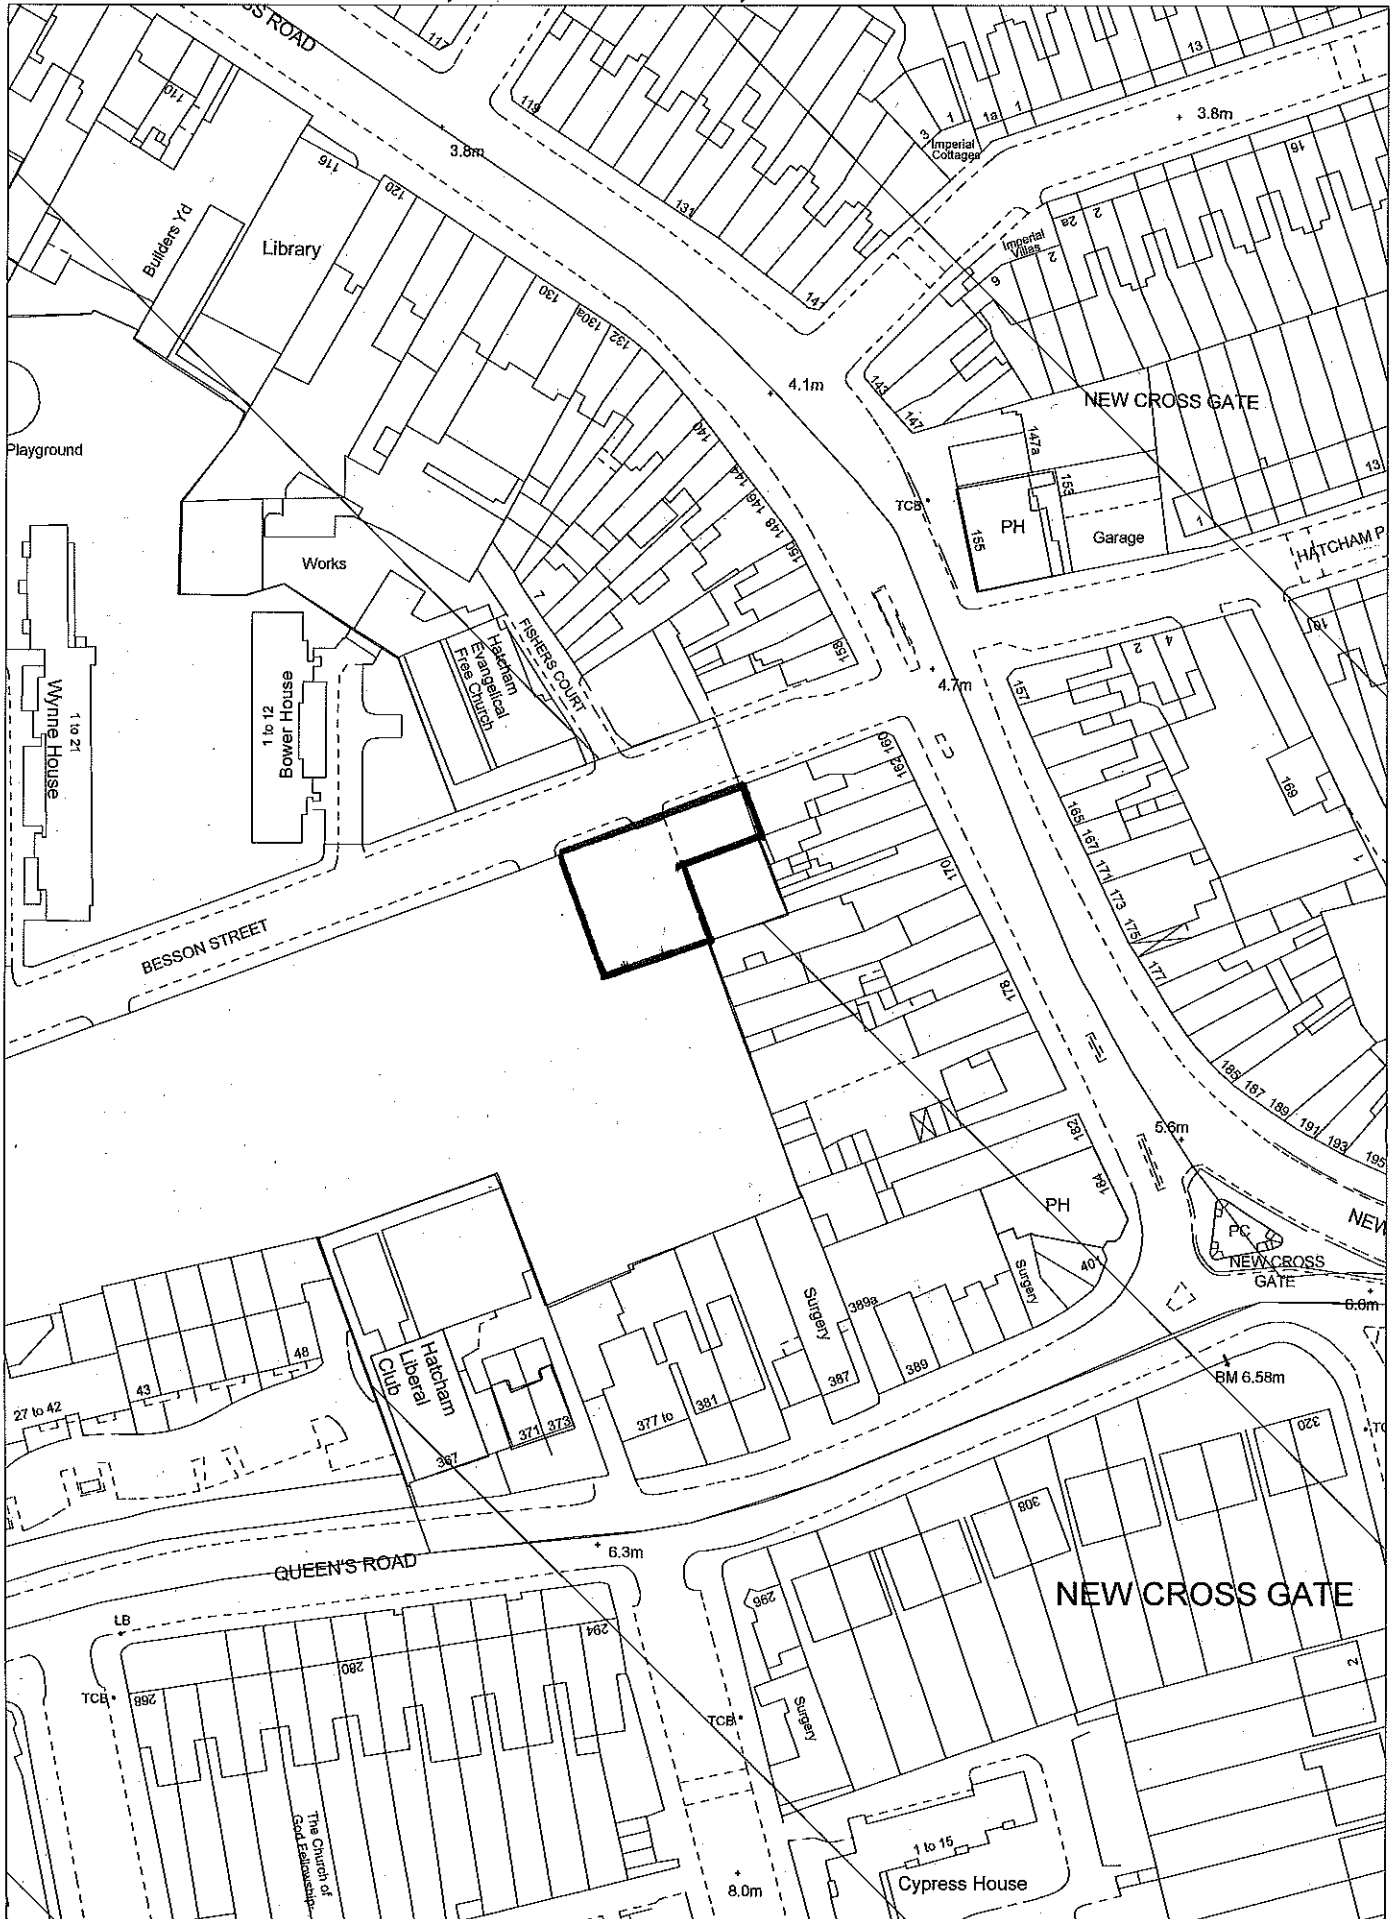 SS ROAD
117
13
110
119
1
1a
1
3
Imperial
Cottages
3.8m
3.8m
116
120
131
16
2
2a
Imperial
Villas
2
6
Builders Yd
Library
130
130a
132
141
4.1m
143
147
NEW CROSS GATE
Playground
140
144
146
148
150
147a
153
13
1
TCB
155
PH
Garage
HATCHAM P
Works
7
FISHERS COURT
Hatcham
Evangelical
Free Church
158
4.7m
157
2
4
10
1 to 21
Wynne House
1 to 12
Bower House
160
162
169
165
167
171
173
175
177
1
170
BESSON STREET
178
185
187
189
191
193
195
5.6m
182
184
PH
PC
NEW
NEW CROSS
GATE
6.0m
401
Surgery
Surgery
389a
389
387
48
43
27 to 42
Hatcham
Liberal
Club
367
371
373
377 to
381
BM 6.58m
320
TC
308
QUEEN'S ROAD
6.3m
NEW CROSS GATE
296
294
LB
280
268
TCB
TCB
Surgery
2
The Church of
God Fellowship
1 to 15
Cypress House
8.0m